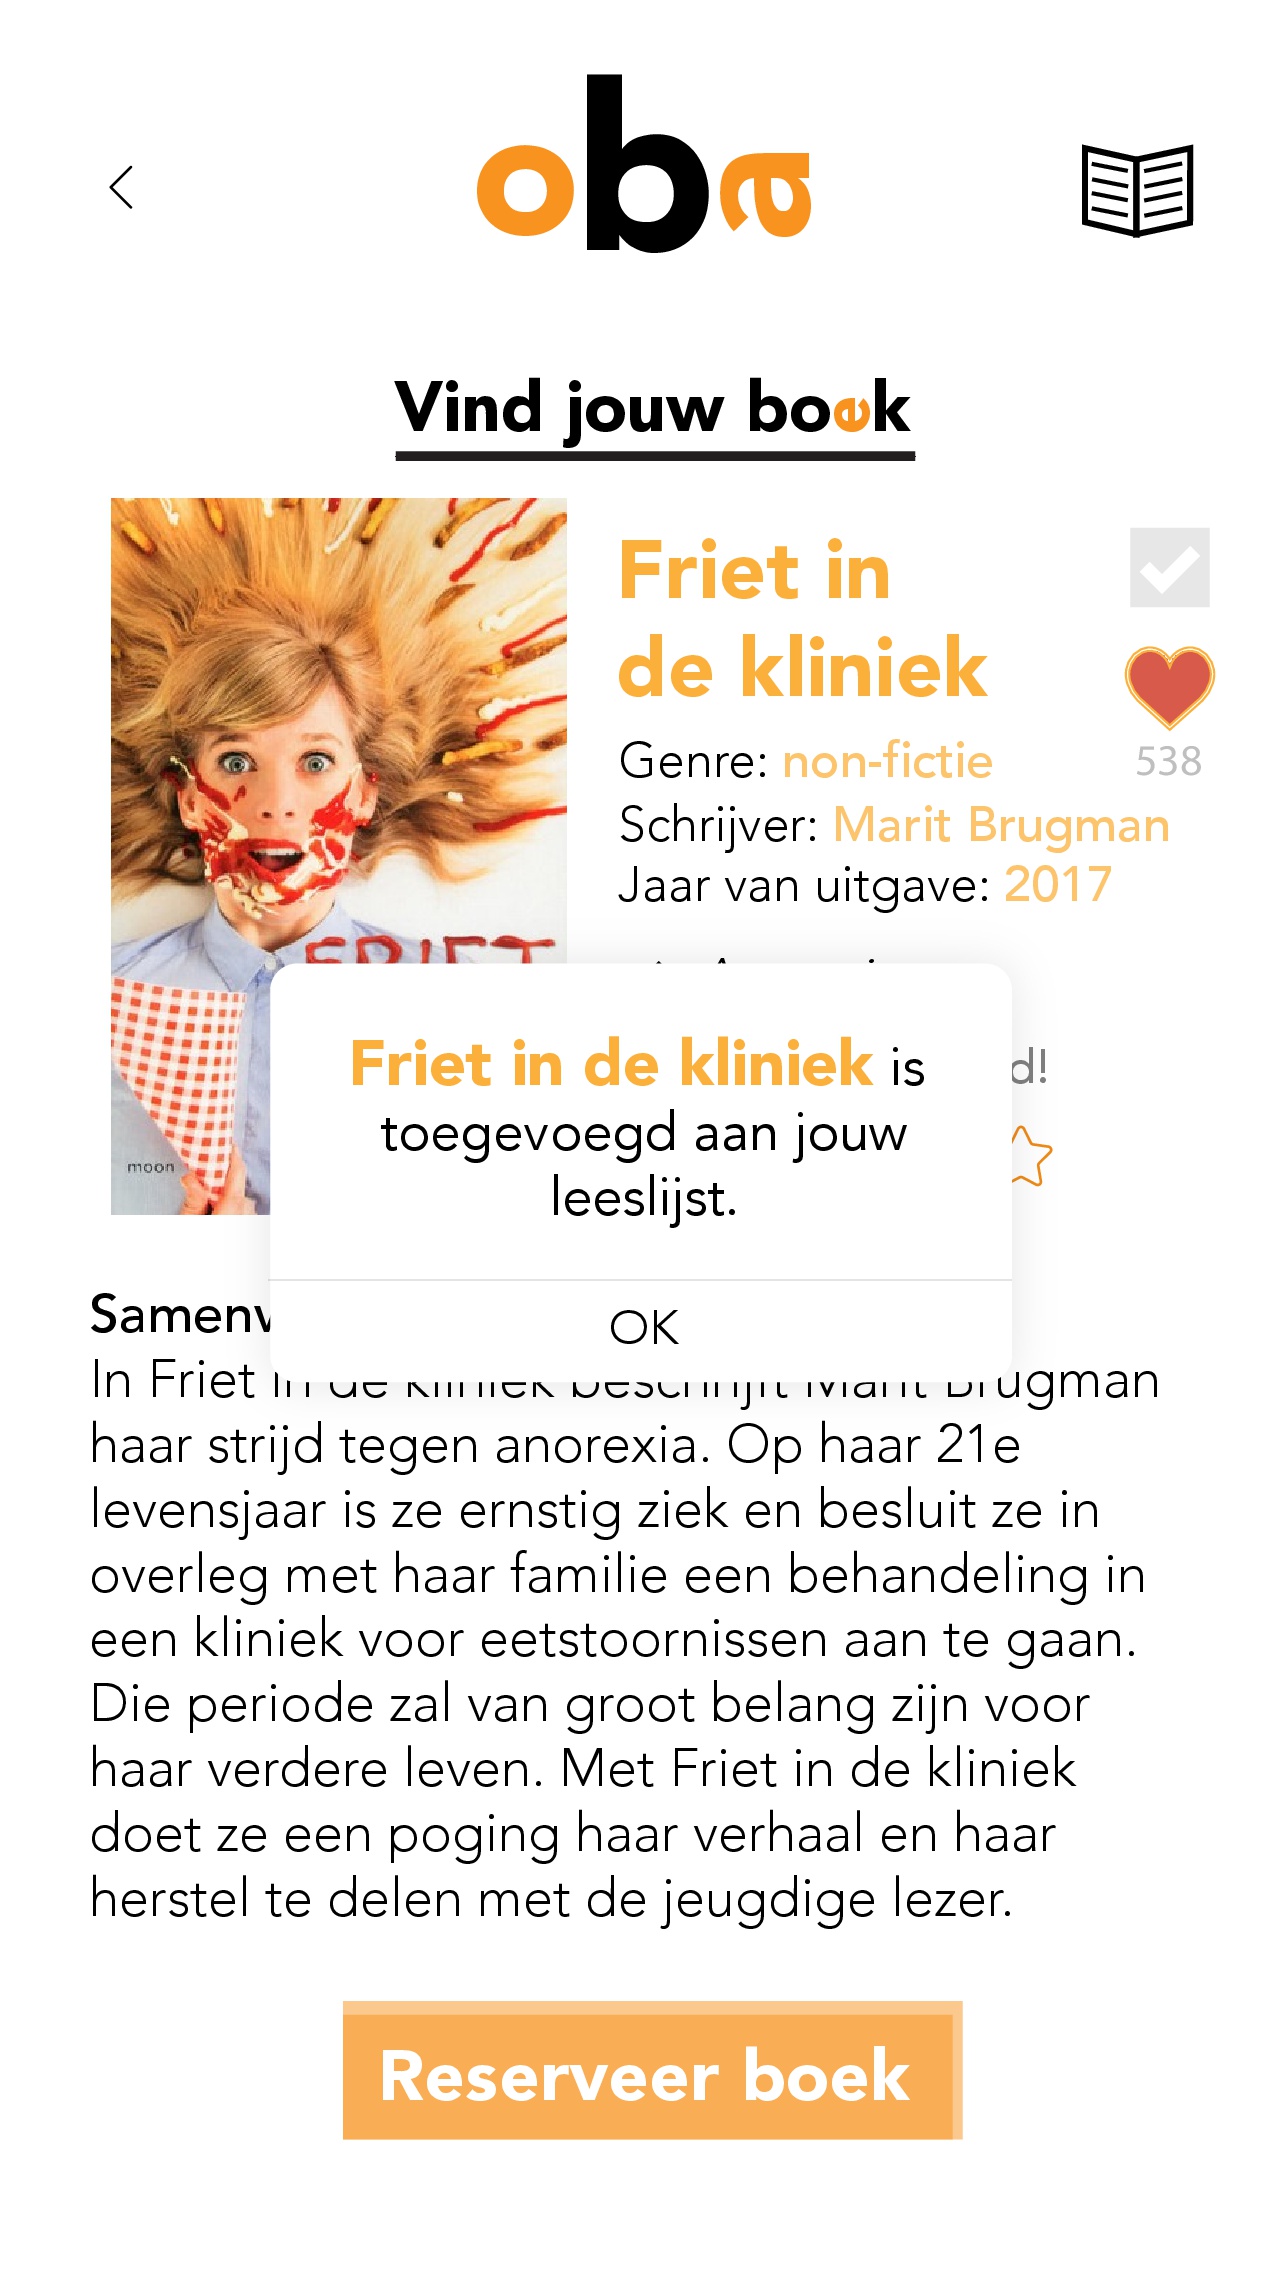 oba
Vind jouw boek
Friet in
de kliniek
538
Genre: non-fictie
Schrijver: Marit Brugman
Jaar van uitgave: 2017
FRIET
moon
Friet in de kliniek is
toegevoegd aan jouw
leeslijst.
OK
In Friet in de kliniek beschrijft Marit Brugman
haar strijd tegen anorexia. Op haar 21e
levensjaar is ze ernstig ziek en besluit ze in
overleg met haar familie een behandeling in
een kliniek voor eetstoornissen aan te gaan.
Die periode zal van groot belang zijn voor
haar verdere leven. Met Friet in de kliniek
doet ze een poging haar verhaal en haar
herstel te delen met de jeugdige lezer.
Reserveer boek